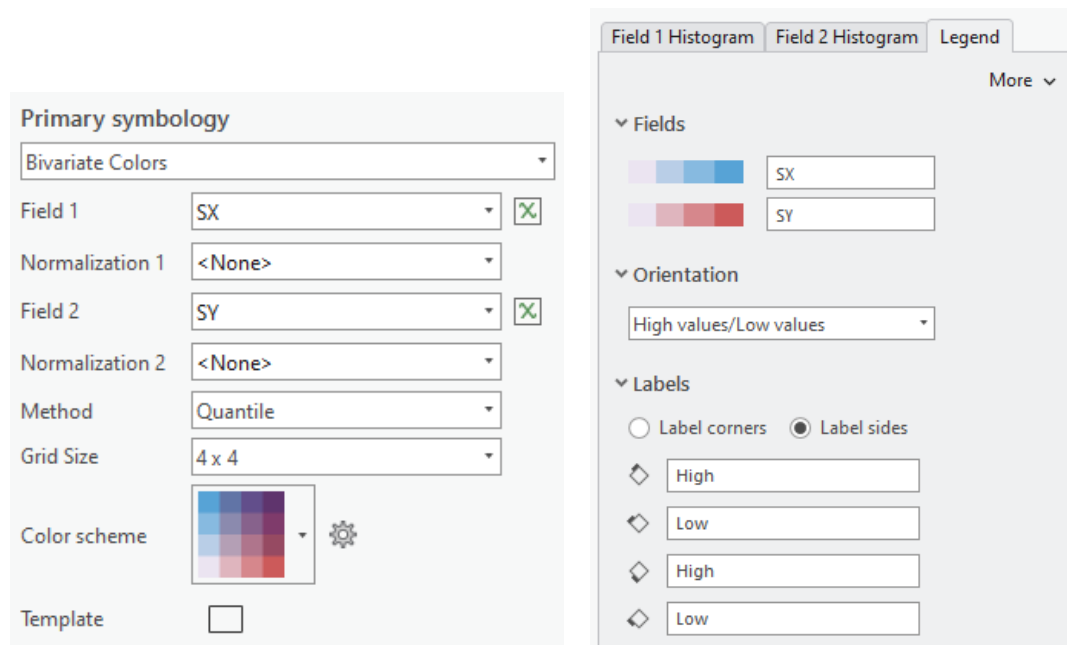 Primary symbology
Bivariate Colors
Field 1 SX
Normalization 1 <None>
Field 2 SY
Normalization 2 <None>
Method Quantile
Grid Size 4 x 4
Color scheme
Template
Field 1 Histogram Field 2 Histogram Legend
More
Fields
SX
SY
Orientation
High values/Low values
Labels
Label corners Label sides
High
Low
High
Low